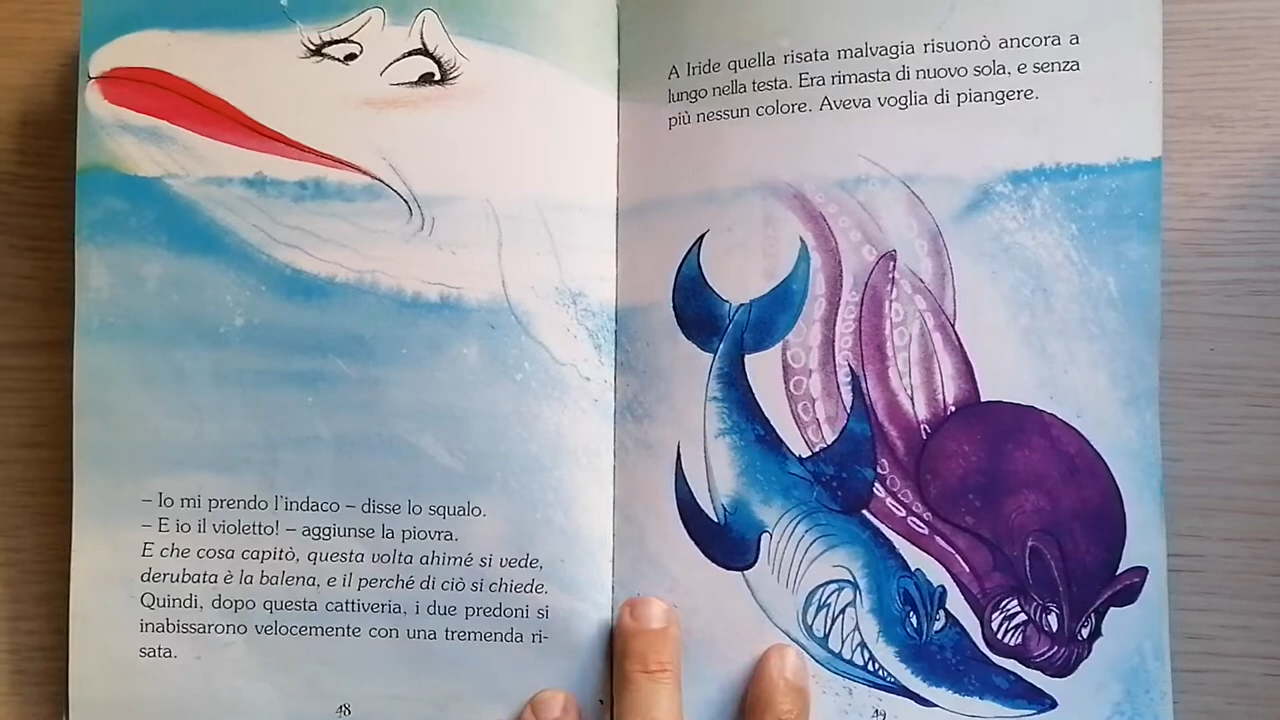 – Io mi prendo l'indaco – disse lo squalo.
– E io il violetto! – aggiunse la piovra.
E che cosa capitò, questa volta ahimé si vede,
derubata è la balena, e il perché di ciò si chiede.
Quindi, dopo questa cattiveria, i due predoni si
inabissarono velocemente con una tremenda ri-
sata.
48
A Iride quella risata malvagia risuonò ancora a
lungo nella testa. Era rimasta di nuovo sola, e senza
più nessun colore. Aveva voglia di piangere.
49